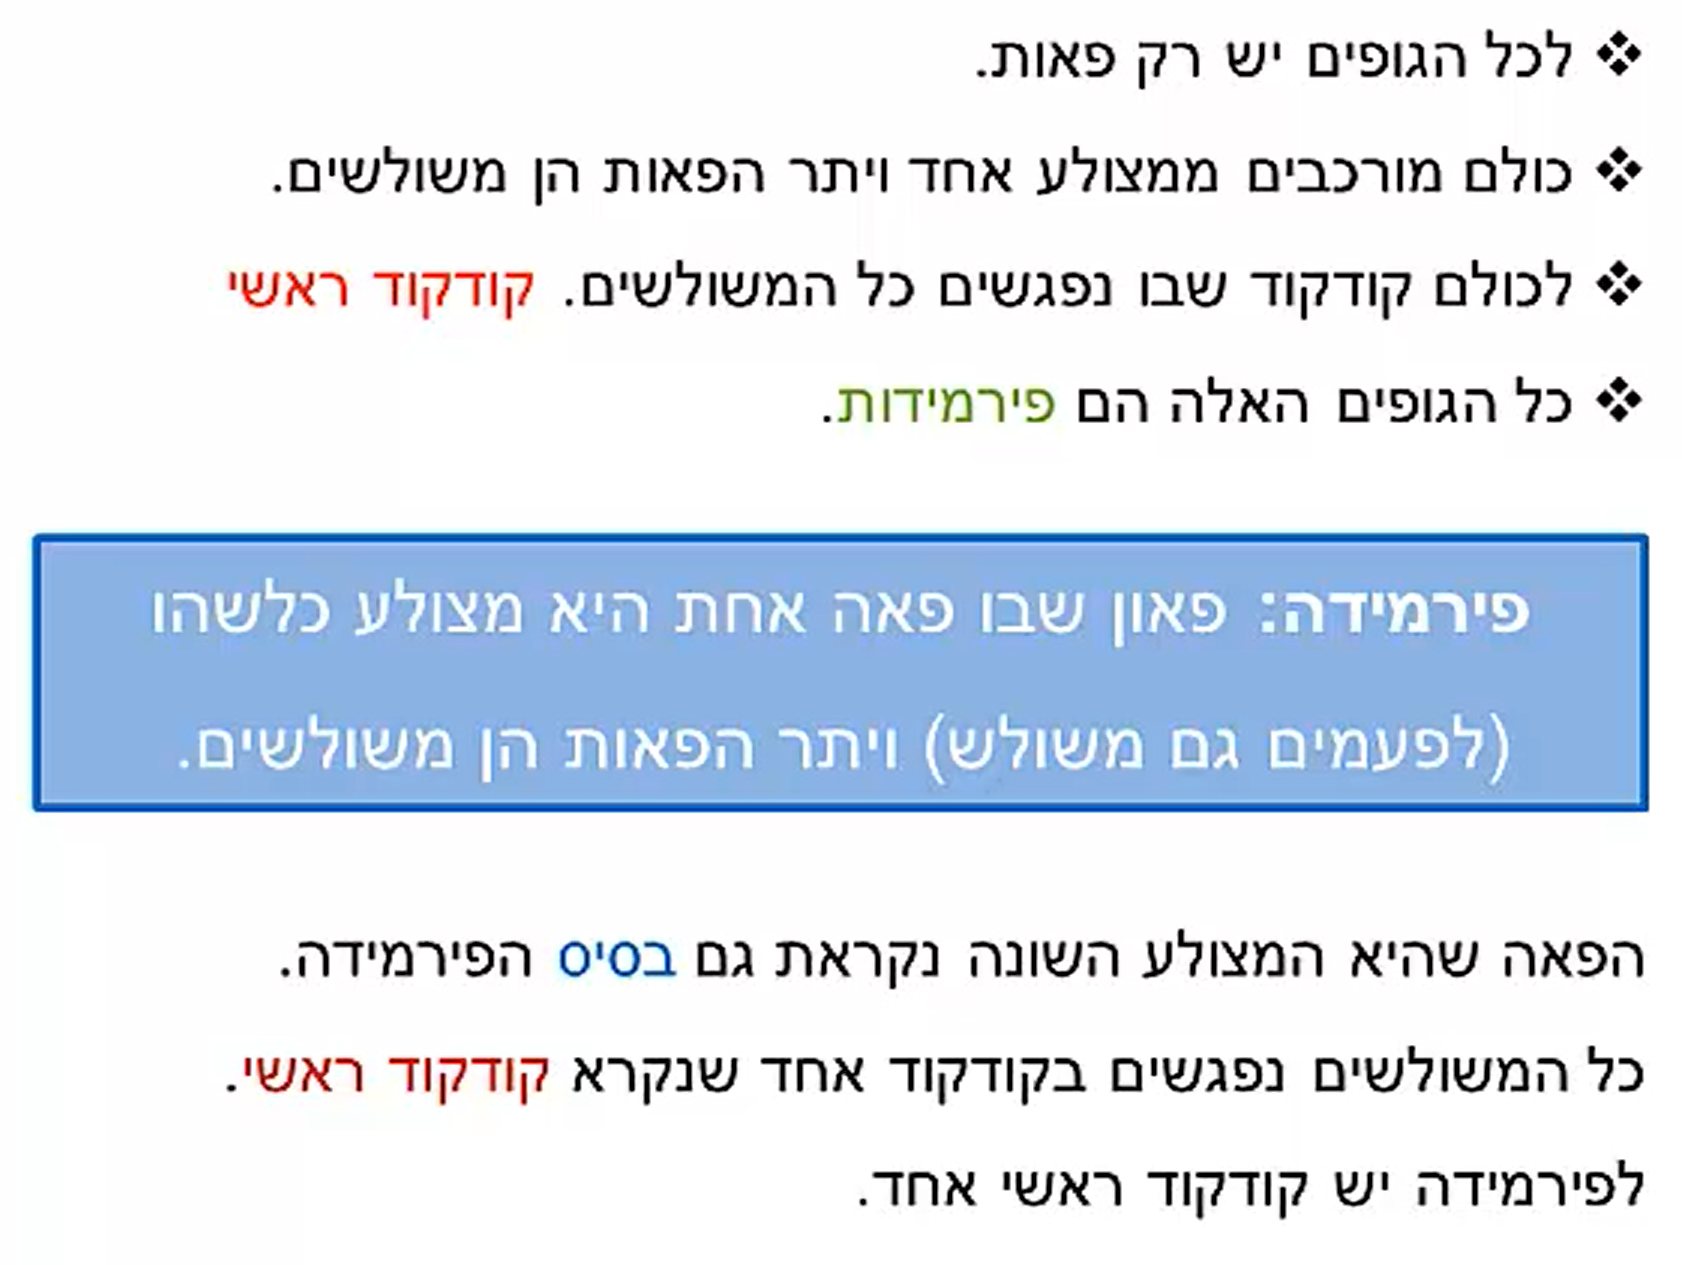 ❖ לכל הגופים יש רק פאות.
❖ כולם מורכבים ממצולע אחד ויתר הפאות הן משולשים.
❖ לכולם קודקוד שבו נפגשים כל המשולשים. קודקוד ראשי
❖ כל הגופים האלה הם פירמידות.
פירמידה: פאון שבו פאה אחת היא מצולע כלשהו
(לפעמים גם משולש) ויתר הפאות הן משולשים.
הפאה שהיא המצולע השונה נקראת גם בסיס הפירמידה.
כל המשולשים נפגשים בקודקוד אחד שנקרא קודקוד ראשי.
לפירמידה יש קודקוד ראשי אחד.